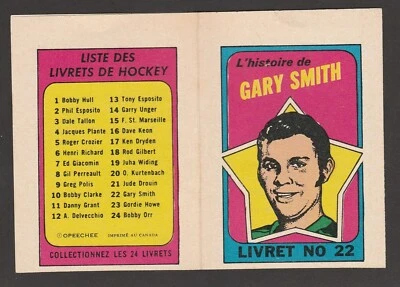 LISTE DES
LIVRETS DE HOCKEY
1 Bobby Hull
2 Phil Esposito
3 Dale Tallon
4 Jacques Plante
5 Roger Crozier
6 Henri Richard
7 Ed Giacomin
8 Gil Perreault
9 Greg Polis
10 Bobby Clarke
11 Danny Grant
12 A. Delvecchio
13 Tony Esposito
14 Garry Unger
15 F. St. Marseille
16 Dave Keon
17 Ken Dryden
18 Rod Gilbert
19 Juha Widing
20 O. Kurtenbach
21 Jude Drouin
22 Gary Smith
23 Gordie Howe
24 Bobby Orr
© OPEECHEE IMPRIMÉ AU CANADA
COLLECTIONNEZ LES 24 LIVRETS
L'histoire de
GARY SMITH
LIVRET NO 22